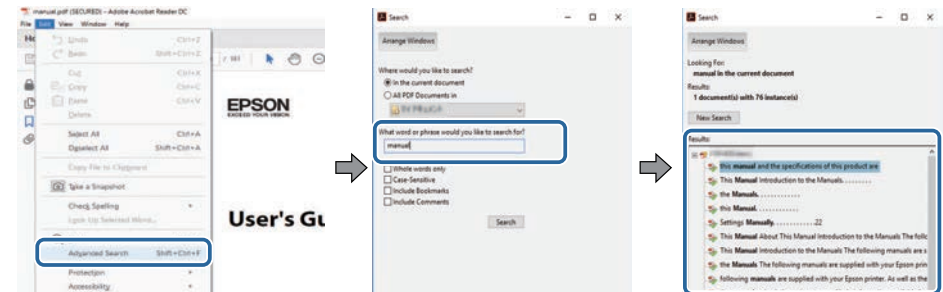 manual.pdf (SECURED) - Adobe Acrobat Reader DC
File Edit View Window Help
Undo Ctrl+Z
Redo Shift+Ctrl+Z
Cut Ctrl+X
Copy Ctrl+C
Paste Ctrl+V
Delete
Select All Ctrl+A
Deselect All Shift+Ctrl+A
Copy File to Clipboard
Take a Snapshot
Check Spelling
Look Up Selected Word...
Advanced Search Shift+Ctrl+F
Protection
Accessibility
/ 181
EPSON
EXCEED YOUR VISION
User's Gu
Search
Arrange Windows
Where would you like to search?
In the current document
All PDF Documents in
What word or phrase would you like to search for?
manual
Whole words only
Case-Sensitive
Include Bookmarks
Include Comments
Search
Search
Arrange Windows
Looking For:
manual in the current document
Results:
1 document(s) with 76 instance(s)
New Search
Results:
this manual and the specifications of this product are
This Manual Introduction to the Manuals. . . . . . . . .
the Manuals. . . . . . . . . . . .
this Manual. . . . . . . . . . . .
Settings Manually. . . . . . . . . . . . .22
This Manual About This Manual Introduction to the Manuals The follo
This Manual Introduction to the Manuals The following manuals are s
the Manuals The following manuals are supplied with your Epson prin
following manuals are supplied with your Epson printer. As well as the